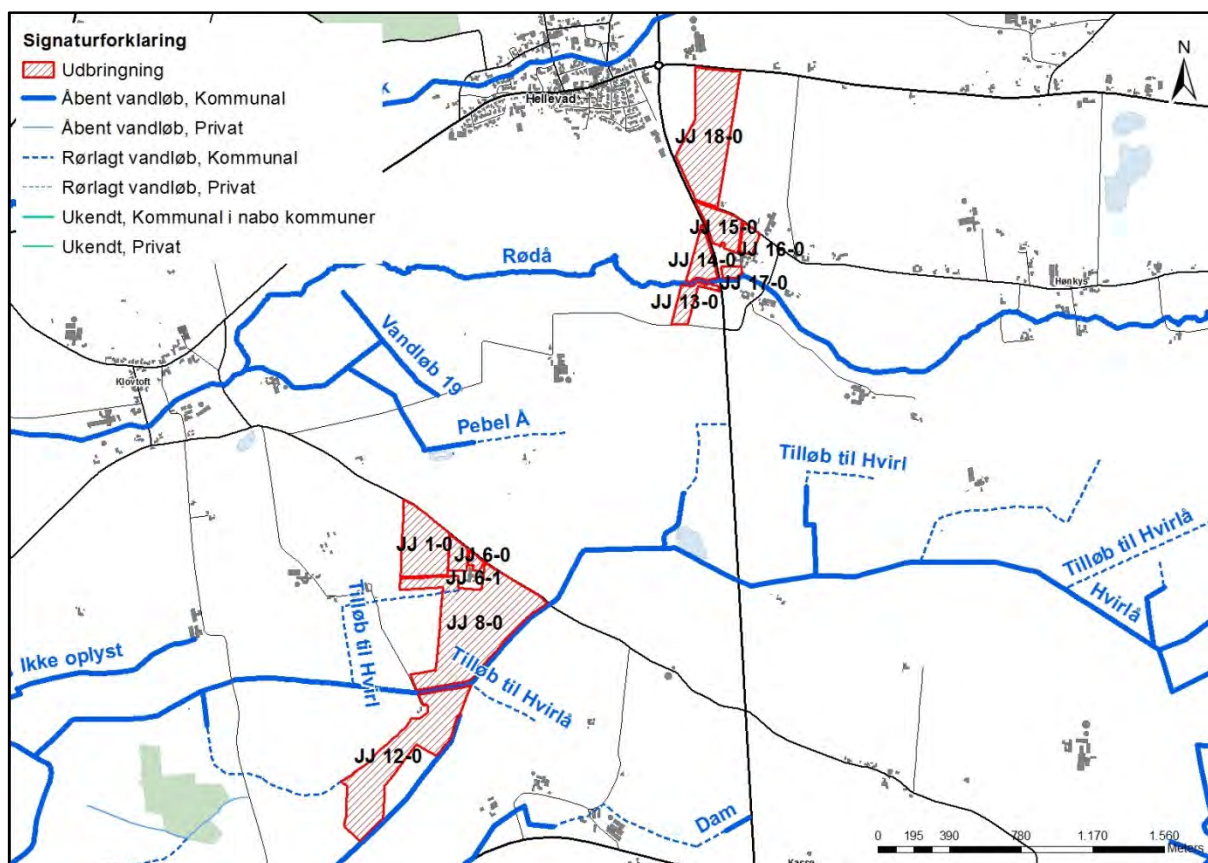 Signaturforklaring
Udbringning
Åbent vandløb, Kommunal
Åbent vandløb, Privat
Rørlagt vandløb, Kommunal
Rørlagt vandløb, Privat
Ukendt, Kommunal i nabo kommuner
Ukendt, Privat
N
k
Hellevad
JJ 18-0
JJ 15-0
JJ 16-0
JJ 14-0
JJ 17-0
JJ 13-0
Rødå
Hønkys
Vandløb 19
Klovtoft
Pebel Å
Tilløb til Hvirl
Tilløb til Hvirlå
Hvirlå
JJ 1-0
JJ 6-0
JJ 6-1
Tilløb til Hvirl
JJ 8-0
Tilløb til Hvirlå
Ikke oplyst
JJ 12-0
Dam
0 195 390 780 1.170 1.560
Meters